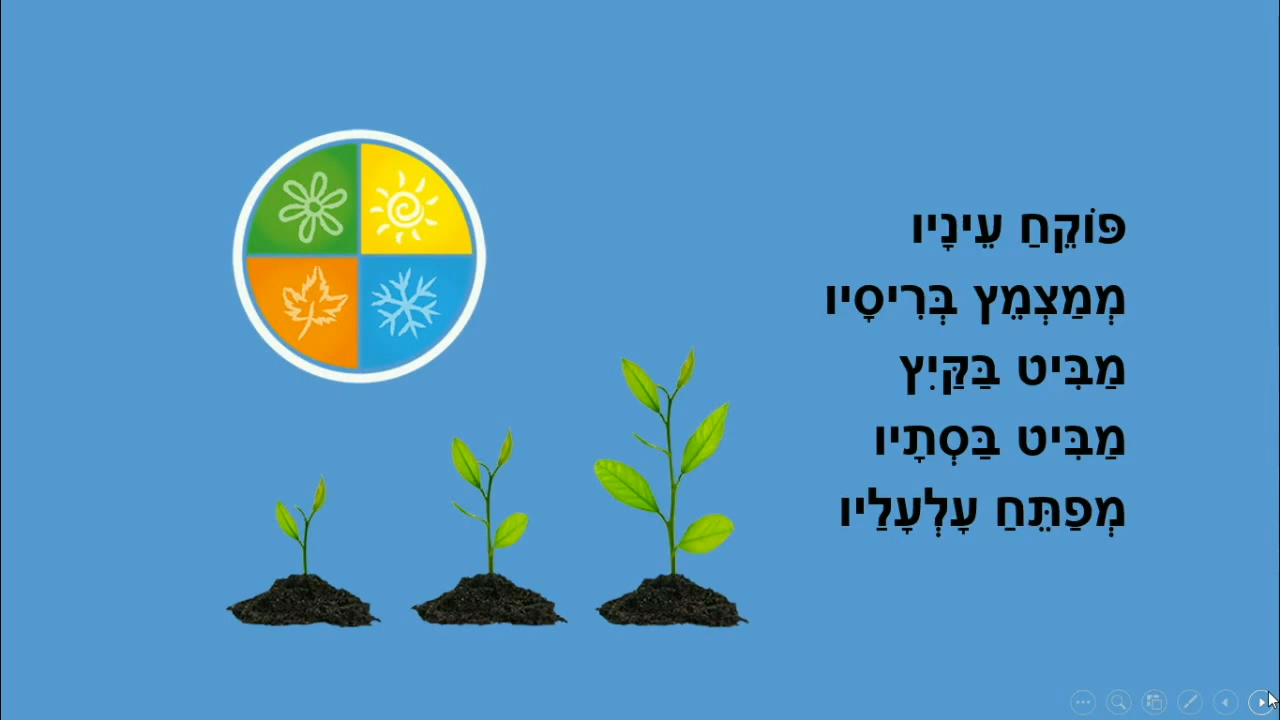 פּוֹקֵחַ עֵינָיו
מְמַצְמֵץ בְּרִיסָיו
מַבִּיט בַּקַּיִץ
מַבִּיט בַּסְתָיו
מְפַתֵּחַ עָלְעָלַיו